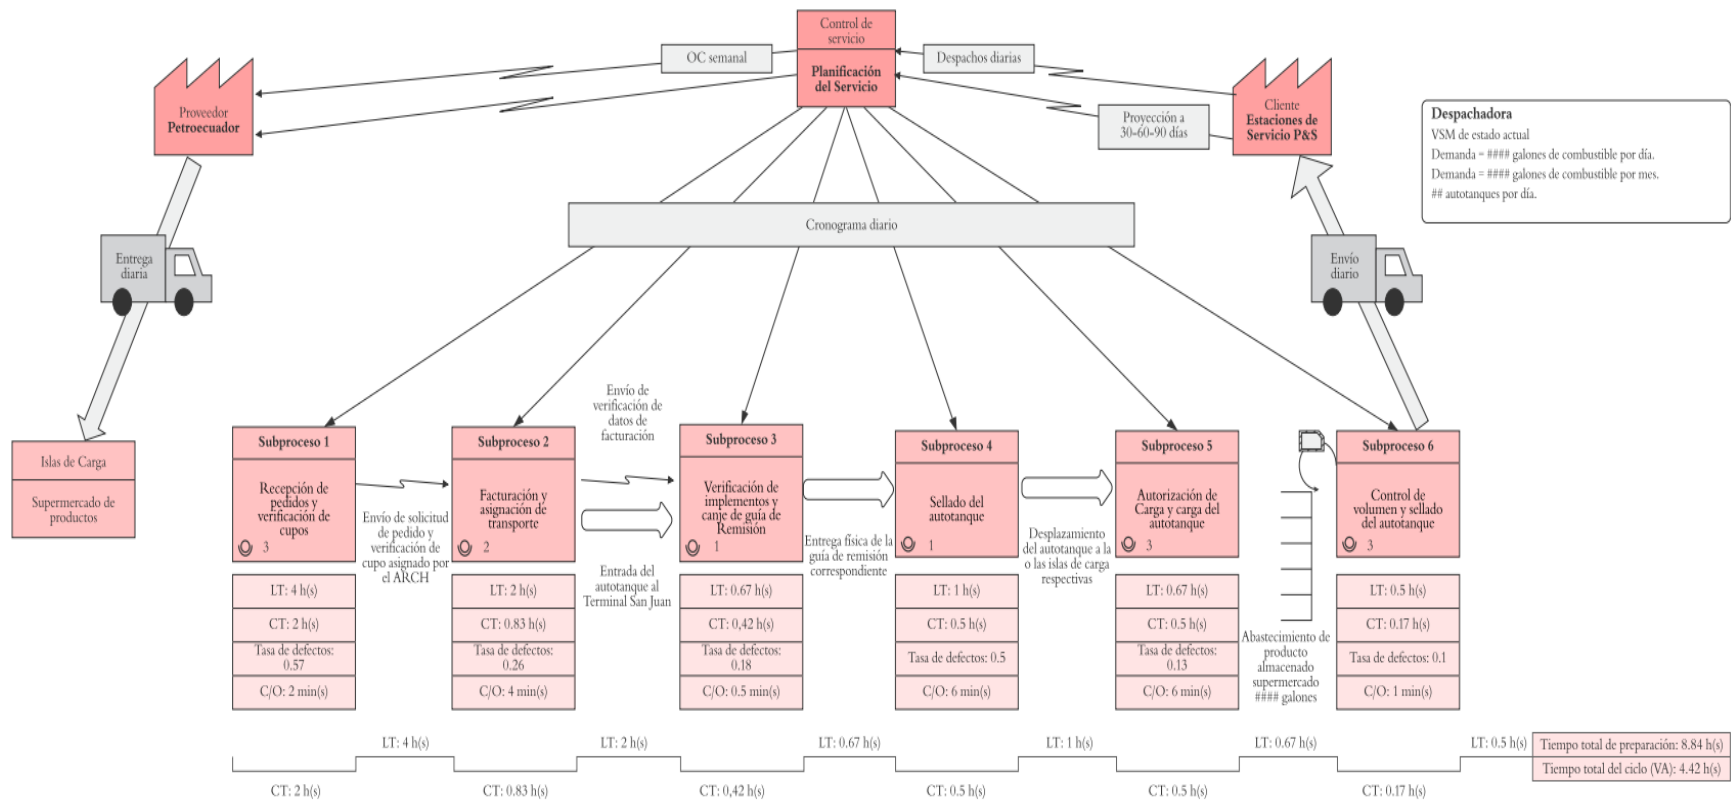 Control de
servicio
Planificación
del Servicio
OC semanal
Despachos diarias
Proyección a
30-60-90 días
Proveedor
Petroecuador
Cliente
Estaciones de
Servicio P&S
Despachadora
VSM de estado actual
Demanda = #### galones de combustible por día.
Demanda = #### galones de combustible por mes.
## autotanques por día.
Cronograma diario
Entrega
diaria
Envío
diario
Islas de Carga
Supermercado de
productos
Subproceso 1
Recepción de
pedidos y
verificación de
cupos
3
LT: 4 h(s)
CT: 2 h(s)
Tasa de defectos:
0.57
C/O: 2 min(s)
Envío de solicitud
de pedido y
verificación de
cupo asignado por
el ARCH
Subproceso 2
Facturación y
asignación de
transporte
2
LT: 2 h(s)
CT: 0.83 h(s)
Tasa de defectos:
0.26
C/O: 4 min(s)
Envío de
verificación de
datos de
facturación
Entrada del
autotanque al
Terminal San Juan
Subproceso 3
Verificación de
implementos y
canje de guía de
Remisión
1
LT: 0.67 h(s)
CT: 0,42 h(s)
Tasa de defectos:
0.18
C/O: 0.5 min(s)
Entrega física de la
guía de remisión
correspondiente
Subproceso 4
Sellado del
autotanque
1
LT: 1 h(s)
CT: 0.5 h(s)
Tasa de defectos: 0.5
C/O: 6 min(s)
Desplazamiento
del autotanque a la
o las islas de carga
respectivas
Subproceso 5
Autorización de
Carga y carga del
autotanque
3
LT: 0.67 h(s)
CT: 0.5 h(s)
Tasa de defectos:
0.13
C/O: 6 min(s)
Abastecimiento de
producto
almacenado
supermercado
#### galones
Subproceso 6
Control de
volumen y sellado
del autotanque
3
LT: 0.5 h(s)
CT: 0.17 h(s)
Tasa de defectos: 0.1
C/O: 1 min(s)
LT: 4 h(s)
LT: 2 h(s)
LT: 0.67 h(s)
LT: 1 h(s)
LT: 0.67 h(s)
LT: 0.5 h(s)
Tiempo total de preparación: 8.84 h(s)
Tiempo total del ciclo (VA): 4.42 h(s)
CT: 2 h(s)
CT: 0.83 h(s)
CT: 0,42 h(s)
CT: 0.5 h(s)
CT: 0.5 h(s)
CT: 0.17 h(s)